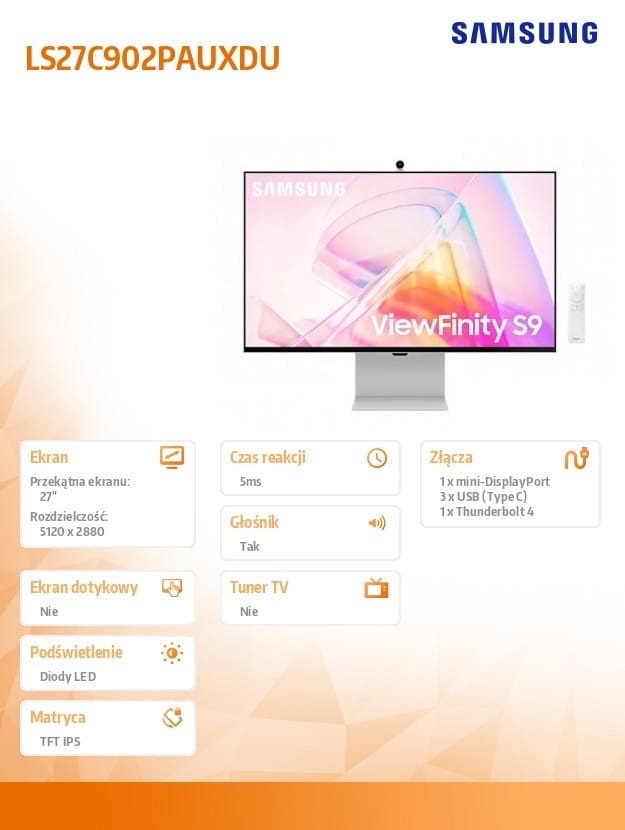 SAMSUNG
LS27C902PAUXDU
SAMSUNG
ViewFinity S9
Ekran
Przekątna ekranu:
27"
Rozdzielczość:
5120 x 2880
Czas reakcji
5ms
Złącza
1 x mini-DisplayPort
3 x USB (Type C)
1 x Thunderbolt 4
Głośnik
Tak
Ekran dotykowy
Nie
Tuner TV
Nie
Podświetlenie
Diody LED
Matryca
TFT IPS